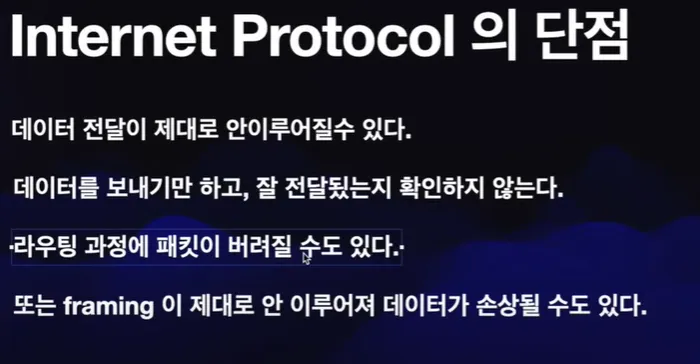 Internet Protocol 의 단점
데이터 전달이 제대로 안이루어질수 있다.
데이터를 보내기만 하고, 잘 전달됬는지 확인하지 않는다.
라우팅 과정에 패킷이 버려질 수도 있다.
또는 framing 이 제대로 안 이루어져 데이터가 손상될 수도 있다.